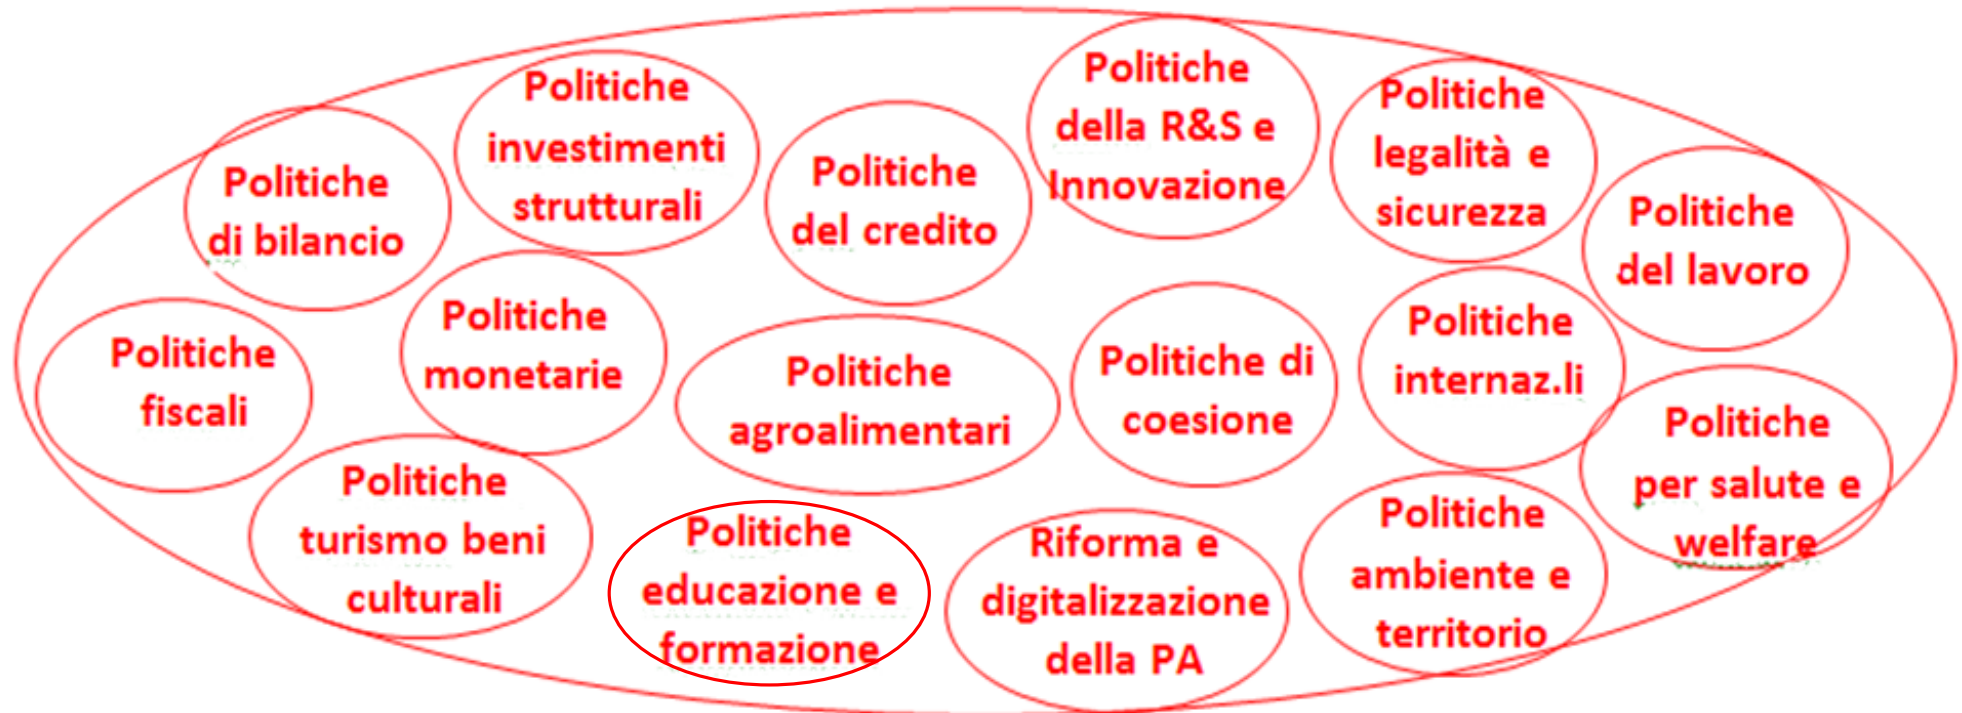 Politiche
investimenti
strutturali
Politiche
della R&S e
Innovazione
Politiche
legalità e
sicurezza
Politiche
di bilancio
Politiche
del credito
Politiche
del lavoro
Politiche
fiscali
Politiche
monetarie
Politiche
agroalimentari
Politiche di
coesione
Politiche
internaz.li
Politiche
per salute e
welfare
Politiche
turismo beni
culturali
Politiche
educazione e
formazione
Riforma e
digitalizzazione
della PA
Politiche
ambiente e
territorio